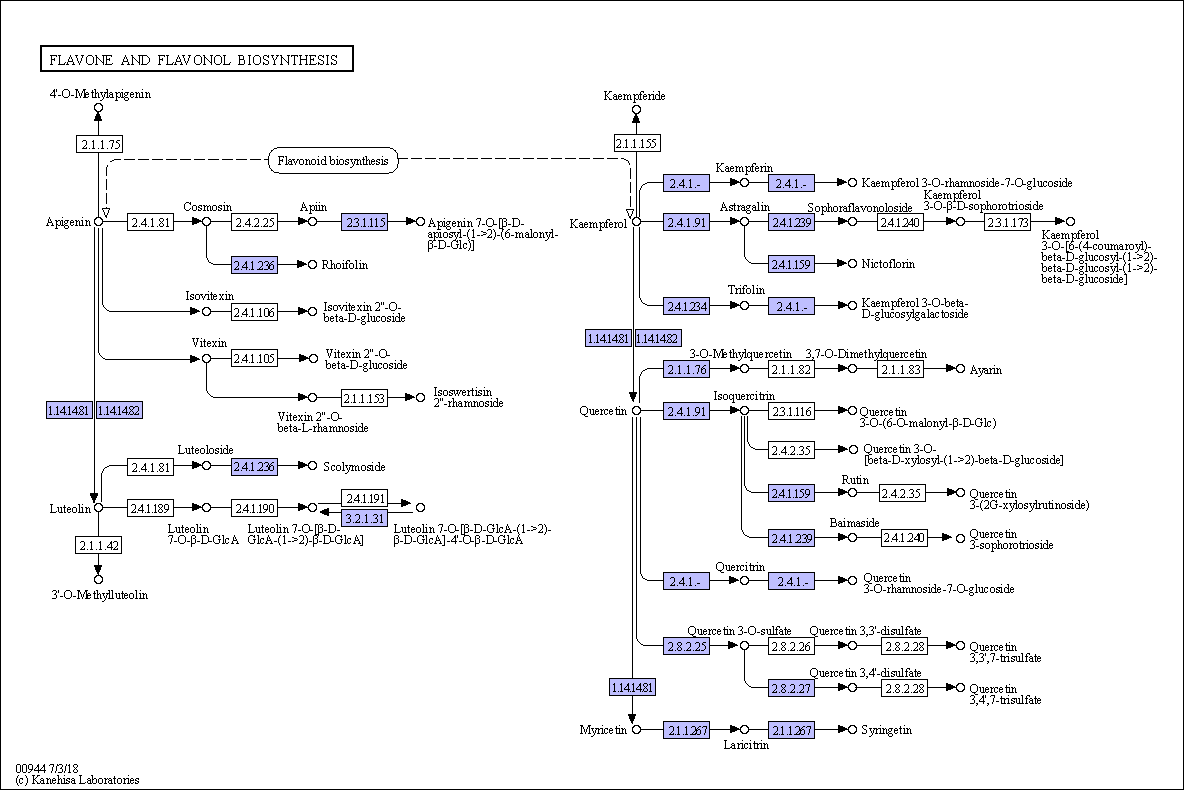 FLAVONE AND FLAVONOL BIOSYNTHESIS
4'-O-Methylapigenin
2.1.1.75
Flavonoid biosynthesis
Apigenin
2.4.1.81
Cosmosin
2.4.2.25
Apiin
2.3.1.115
Apigenin 7-O-[β-D-
apiosyl-(1->2)-(6-malonyl-
β-D-Glc)]
2.4.1.236
Rhoifolin
Isovitexin
2.4.1.106
Isovitexin 2''-O-
beta-D-glucoside
Vitexin
2.4.1.105
Vitexin 2''-O-
beta-D-glucoside
2.1.1.153
Vitexin 2''-O-
beta-L-rhamnoside
Isoswertisin
2''-rhamnoside
1.14.14.81
1.14.14.82
2.4.1.81
Luteoloside
2.4.1.236
Scolymoside
Luteolin
2.4.1.189
Luteolin
7-O-β-D-GlcA
2.4.1.190
Luteolin 7-O-[β-D-
GlcA-(1->2)-β-D-GlcA]
2.4.1.191
3.2.1.31
Luteolin 7-O-[β-D-GlcA-(1->2)-
β-D-GlcA]-4'-O-β-D-GlcA
2.1.1.42
3'-O-Methylluteolin
Kaempferide
2.1.1.155
Kaempferol
2.4.1.-
Kaempferin
2.4.1.-
Kaempferol 3-O-rhamnoside-7-O-glucoside
2.4.1.91
Astragalin
2.4.1.239
Sophoraflavonoloside
2.4.1.240
Kaempferol
3-O-β-D-sophorotrioside
2.3.1.173
Kaempferol
3-O-[6-(4-coumaroyl)-
beta-D-glucosyl-(1->2)-
beta-D-glucosyl-(1->2)-
beta-D-glucoside]
2.4.1.159
Nictoflorin
2.4.1.234
Trifolin
2.4.1.-
Kaempferol 3-O-beta-
D-glucosylgalactoside
1.14.14.81
1.14.14.82
2.1.1.76
3-O-Methylquercetin
2.1.1.82
3,7-O-Dimethylquercetin
2.1.1.83
Ayarin
Quercetin
2.4.1.91
Isoquercitrin
2.3.1.116
Quercetin
3-O-(6-O-malonyl-β-D-Glc)
2.4.2.35
Quercetin 3-O-
[beta-D-xylosyl-(1->2)-beta-D-glucoside]
2.4.1.159
Rutin
2.4.2.35
Quercetin
3-(2G-xylosylrutinoside)
2.4.1.239
Baimaside
2.4.1.240
Quercetin
3-sophorotrioside
2.4.1.-
Quercitrin
2.4.1.-
Quercetin
3-O-rhamnoside-7-O-glucoside
2.8.2.25
Quercetin 3-O-sulfate
2.8.2.26
Quercetin 3,3'-disulfate
2.8.2.28
Quercetin
3,3',7-trisulfate
2.8.2.27
Quercetin 3,4'-disulfate
2.8.2.28
Quercetin
3,4',7-trisulfate
1.14.14.81
Myricetin
2.1.1.267
Laricitrin
2.1.1.267
Syringetin
00944 7/3/18
(c) Kanehisa Laboratories